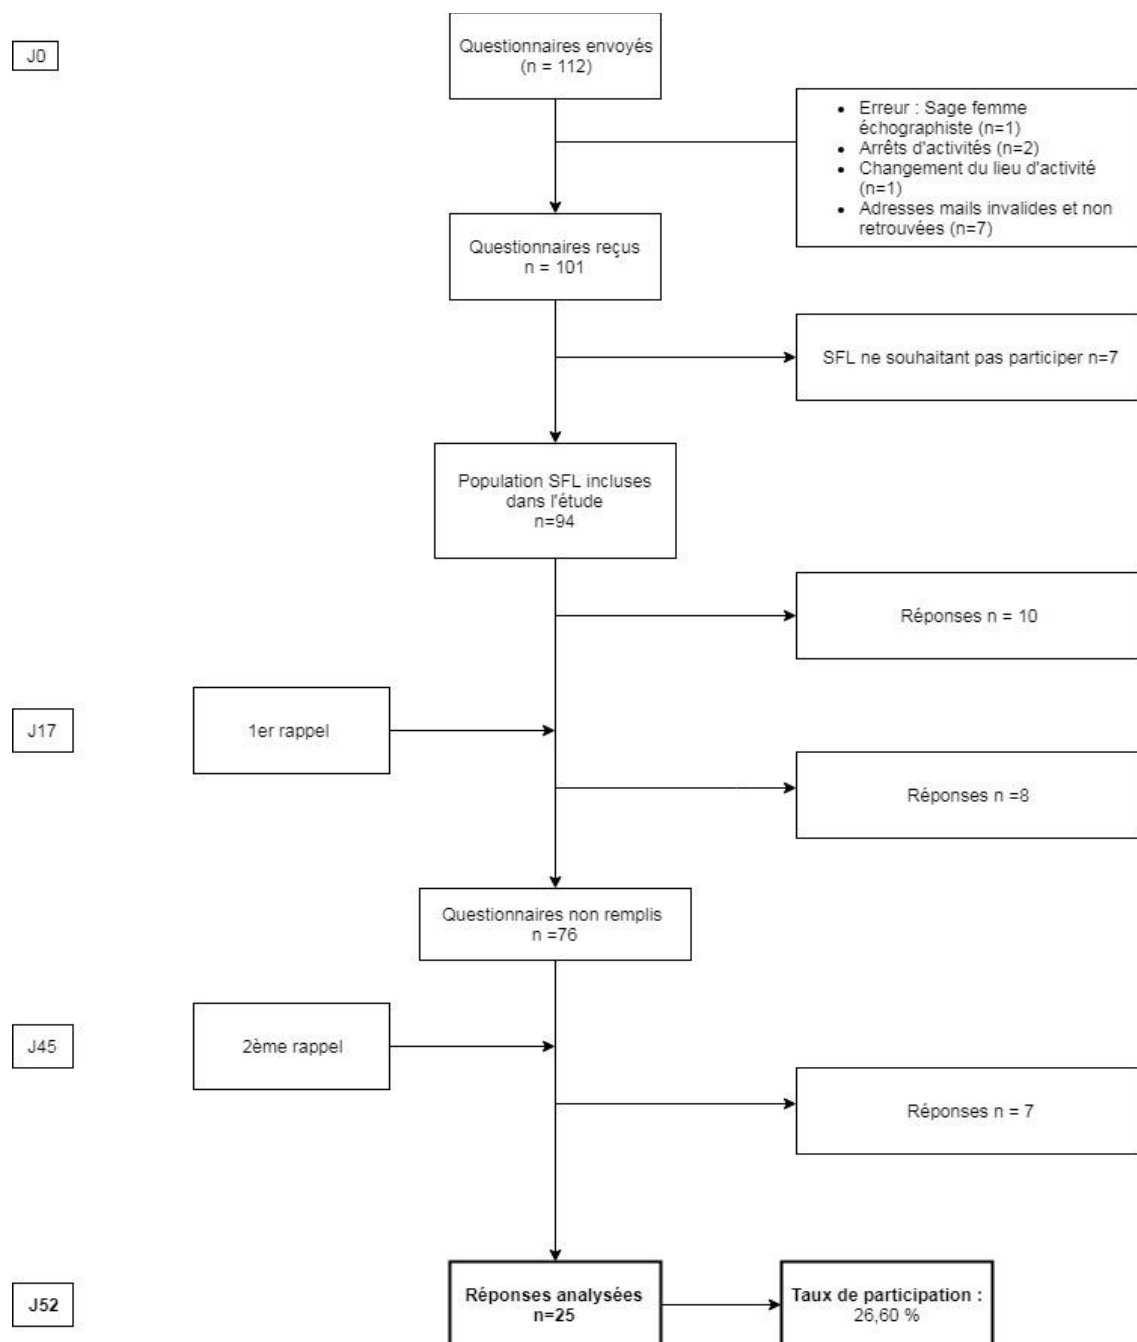 J0
Questionnaires envoyés
(n = 112)
• Erreur : Sage femme
échographiste (n=1)
• Arrêts d'activités (n=2)
• Changement du lieu d'activité
(n=1)
• Adresses mails invalides et non
retrouvées (n=7)
Questionnaires reçus
n = 101
SFL ne souhaitant pas participer n=7
Population SFL incluses
dans l'étude
n=94
Réponses n = 10
J17
1er rappel
Réponses n =8
Questionnaires non remplis
n =76
J45
2ème rappel
Réponses n = 7
J52
Réponses analysées
n=25
Taux de participation :
26,60 %